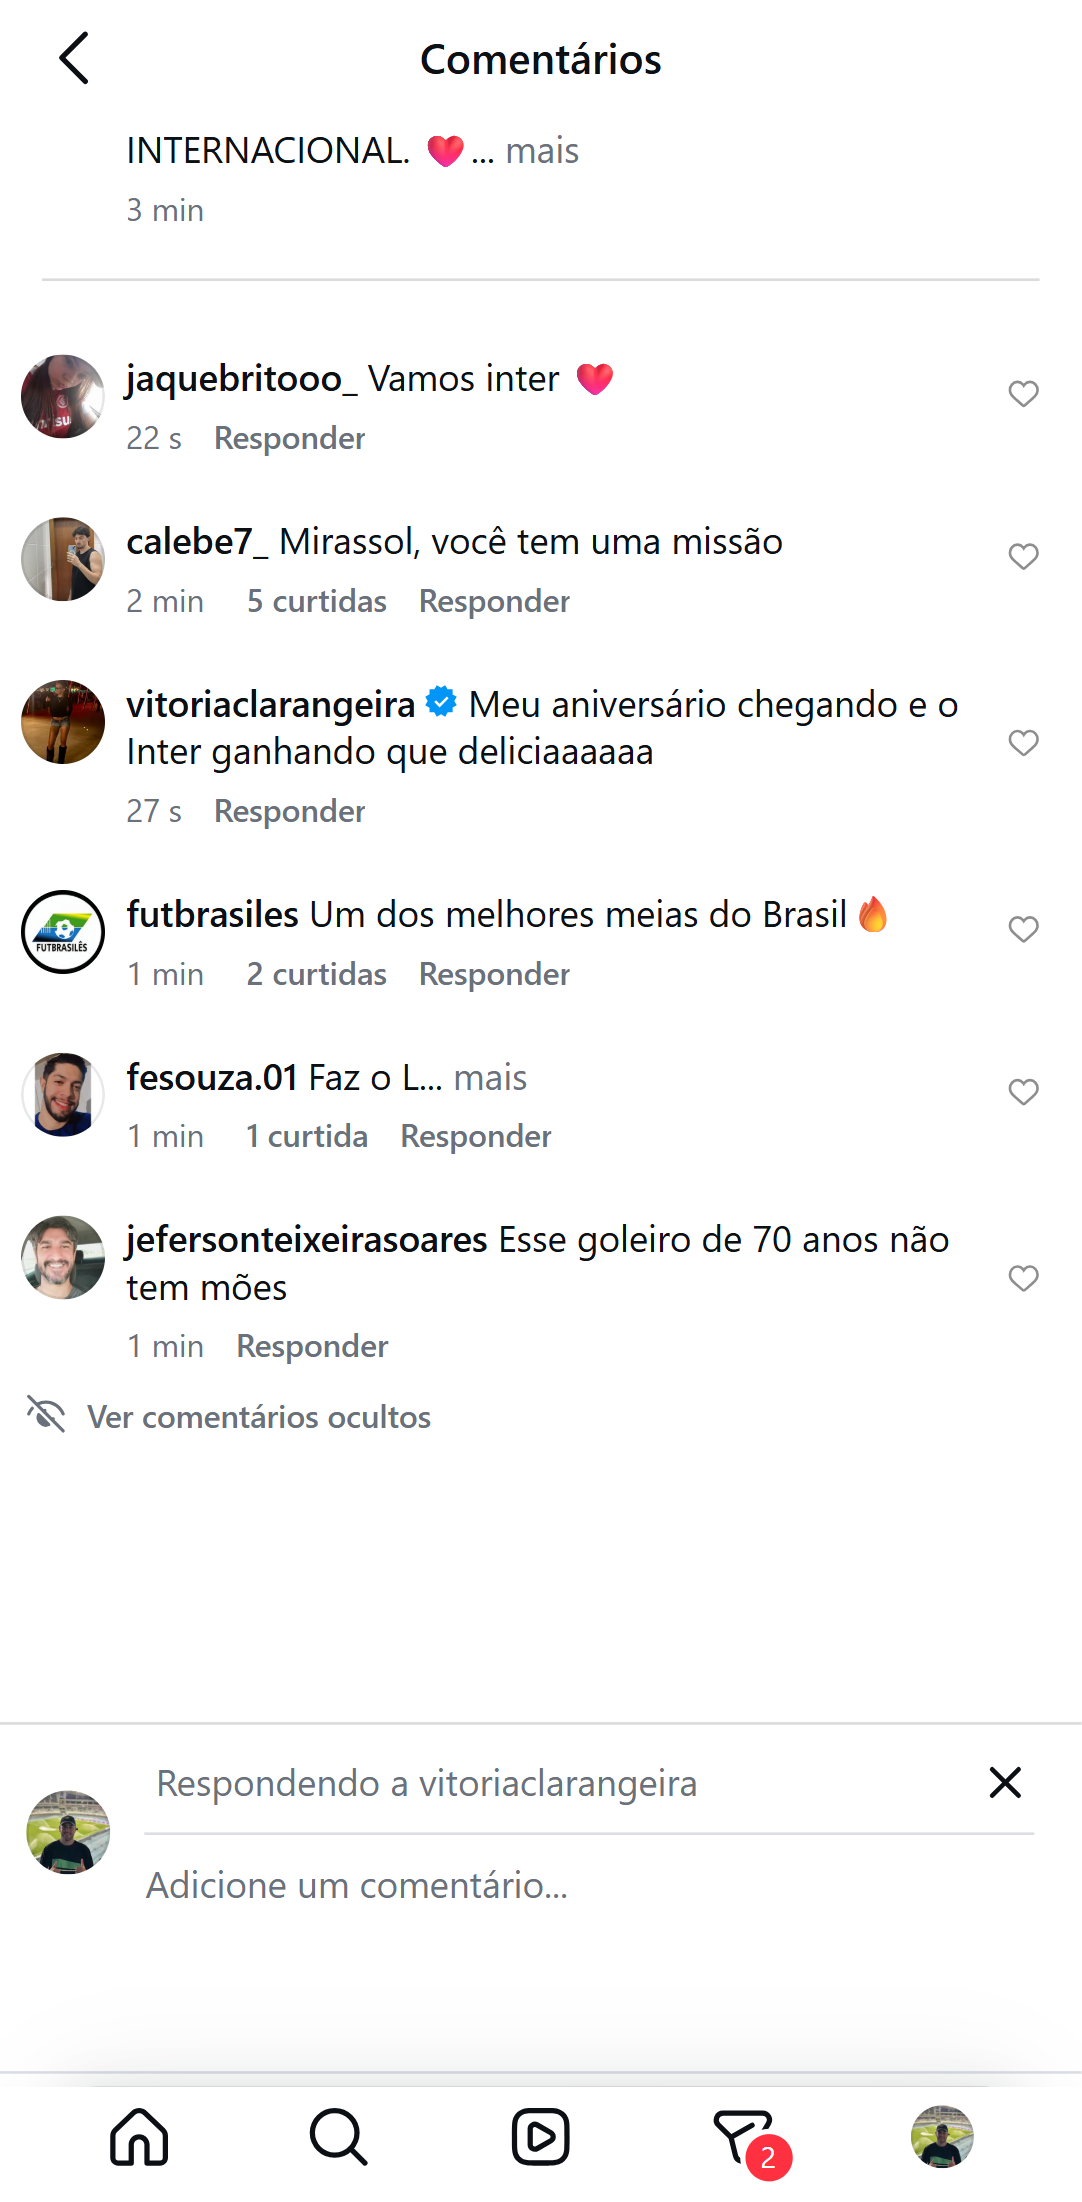 Comentários
INTERNACIONAL. ❤️... mais
3 min
jaquebritooo_ Vamos inter ❤️
22 s Responder
calebe7_ Mirassol, você tem uma missão
2 min 5 curtidas Responder
vitoriaclarangeira Meu aniversário chegando e o
Inter ganhando que deliciaaaaaa
27 s Responder
futbrasiles Um dos melhores meias do Brasil🔥
FUTBRASILÊS
1 min 2 curtidas Responder
fesouza.01 Faz o L... mais
1 min 1 curtida Responder
jefersonteixeirasoares Esse goleiro de 70 anos não
tem mões
1 min Responder
Ver comentários ocultos
Respondendo a vitoriaclarangeira
Adicione um comentário...
2